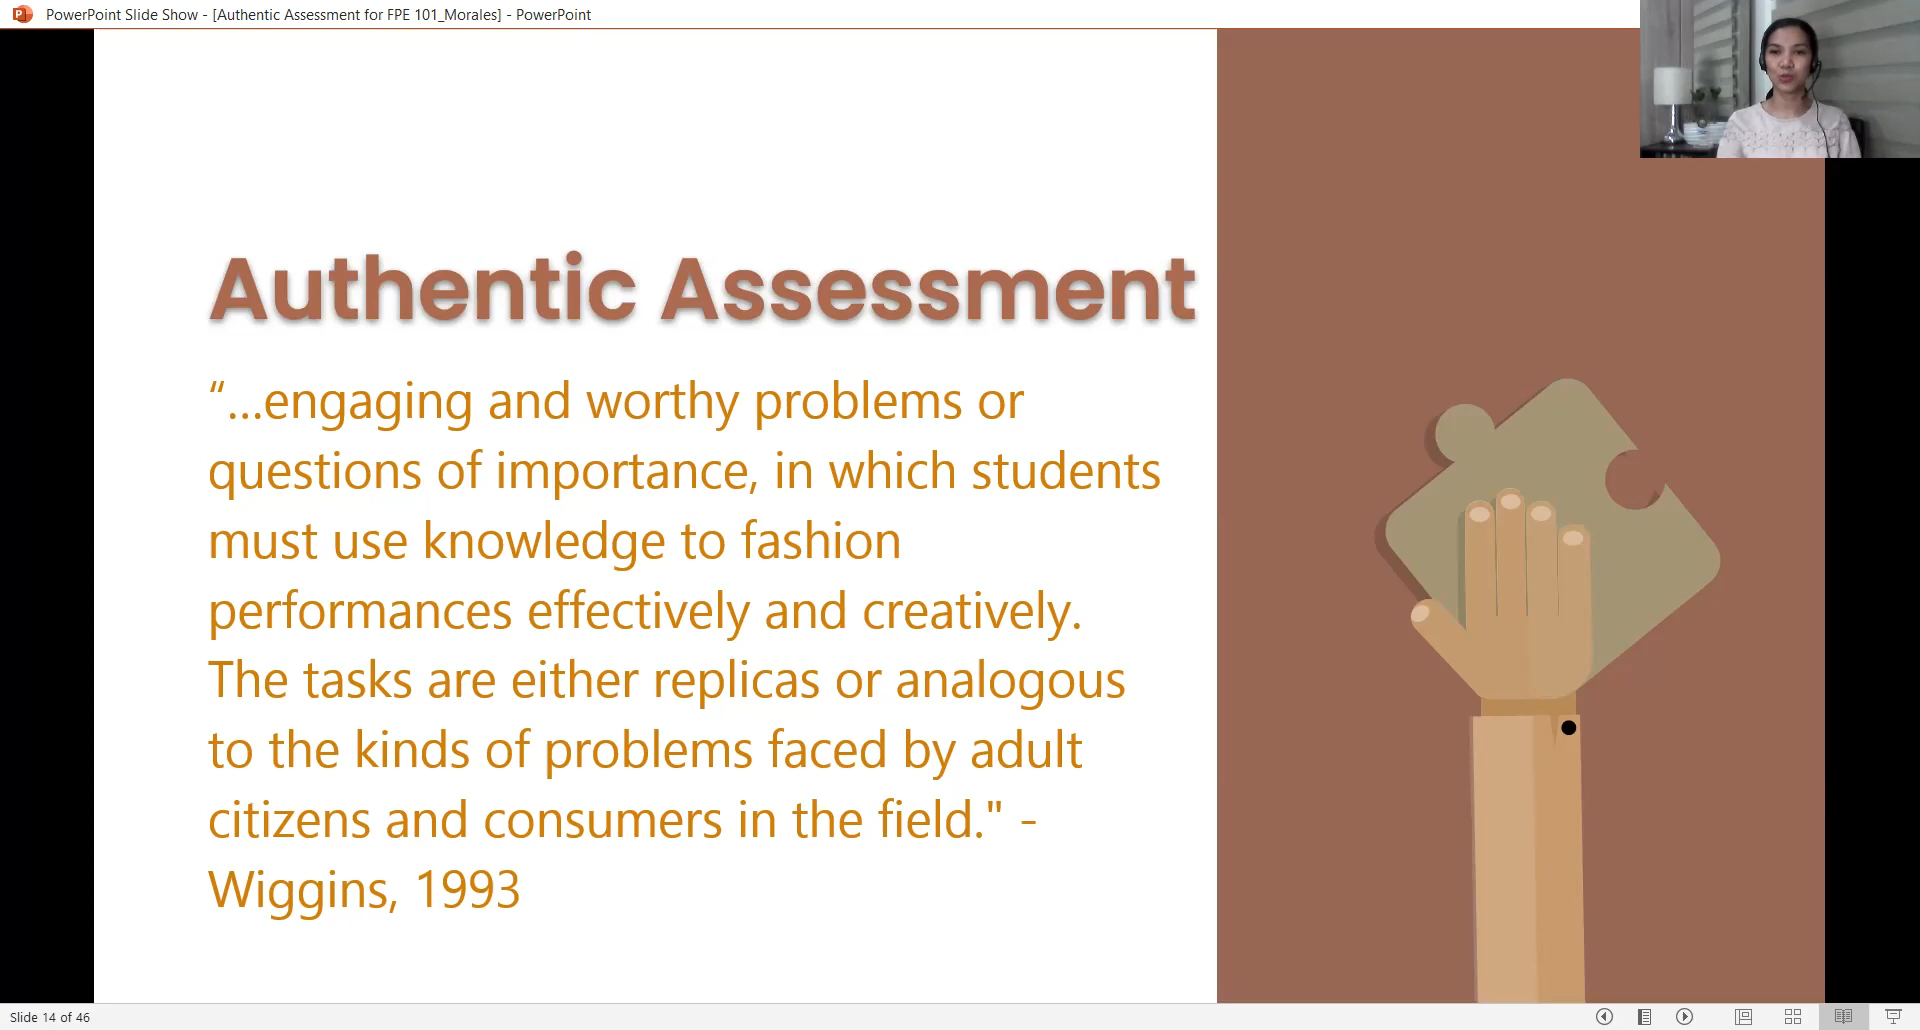 PowerPoint Slide Show - [Authentic Assessment for FPE 101_Morales] - PowerPoint
Authentic Assessment
“...engaging and worthy problems or
questions of importance, in which students
must use knowledge to fashion
performances effectively and creatively.
The tasks are either replicas or analogous
to the kinds of problems faced by adult
citizens and consumers in the field." -
Wiggins, 1993
Slide 14 of 46